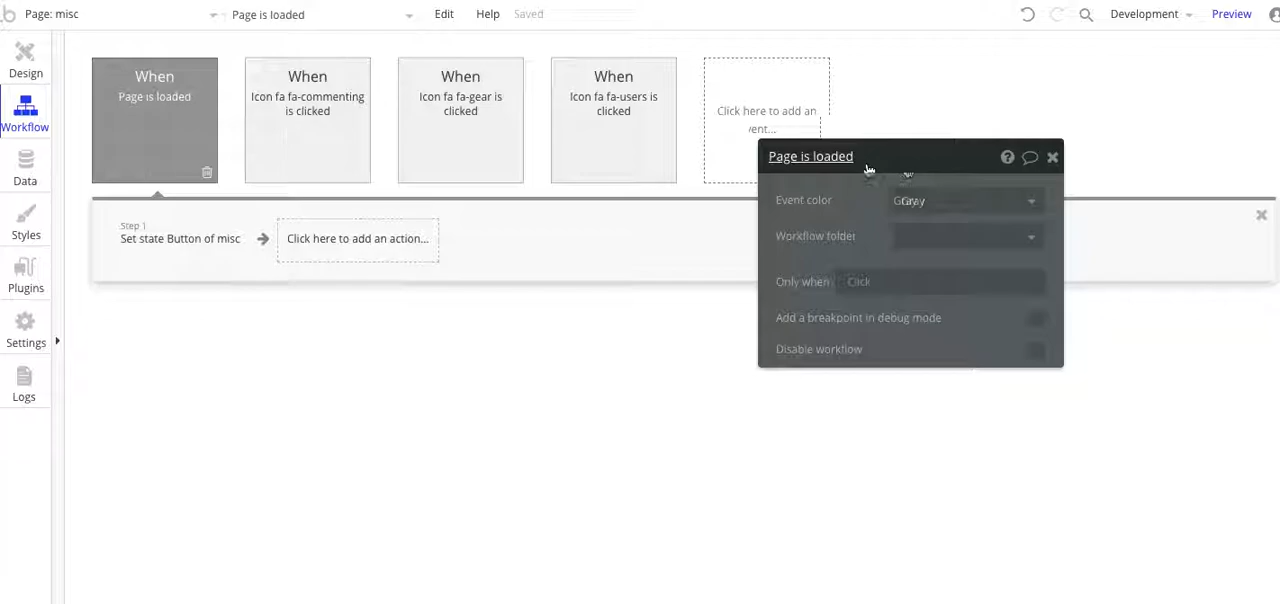 Page: misc
Page is loaded
Edit
Help
Saved
Development
Preview
Design
Workflow
Data
Styles
Plugins
Settings
Logs
When
Page is loaded
When
Icon fa fa-commenting
is clicked
When
Icon fa fa-gear is
clicked
When
Icon fa fa-users is
clicked
Click here to add an
vent...
Step 1
Set state Button of misc
Click here to add an action...
Page is loaded
Event color
Gray
Workflow folder
Only when
Click
Add a breakpoint in debug mode
Disable workflow